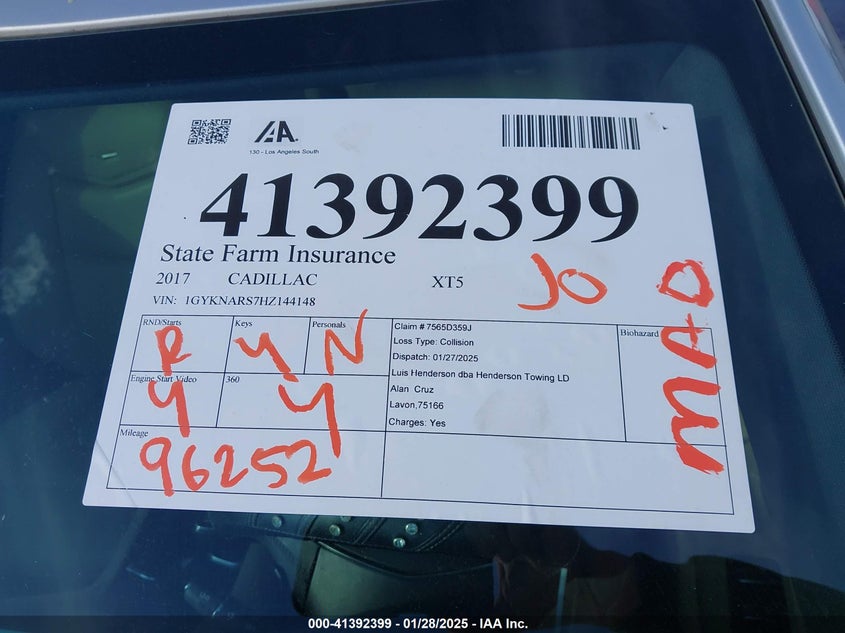 IAA
130 - Los Angeles South
41392399
State Farm Insurance
2017 CADILLAC XT5
VIN: 1GYKNARS7HZ144148
JO
RND/Starts Keys Personals
R Y N
Engine Start Video 360
Y Y
Mileage
96252
Claim # 7565D359J
Loss Type: Collision
Dispatch: 01/27/2025
Luis Henderson dba Henderson Towing LD
Alan Cruz
Lavon,75166
Charges: Yes
Biohazard
MAO
000-41392399 - 01/28/2025 - IAA Inc.